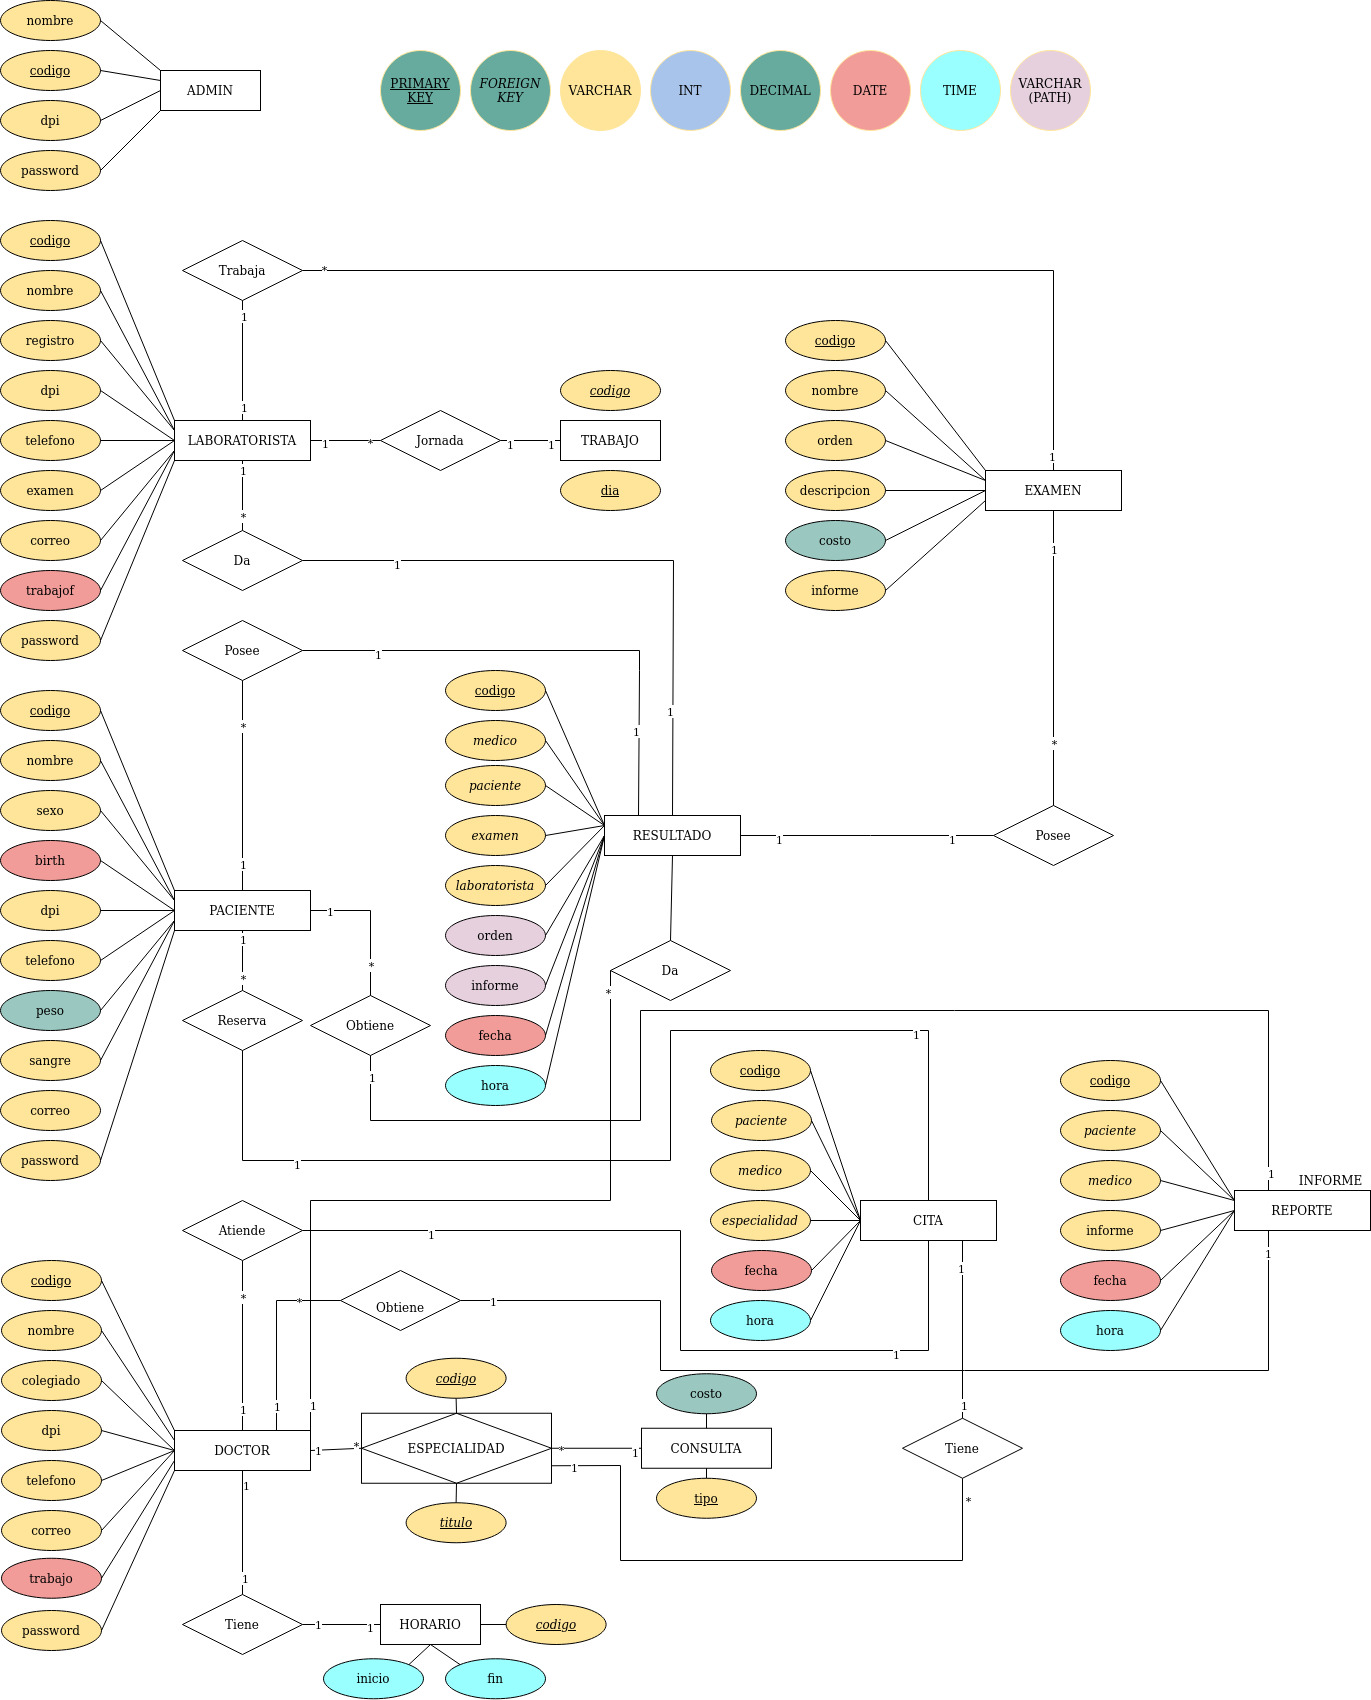 nombre
codigo
dpi
password
ADMIN
PRIMARY
KEY
FOREIGN
KEY
VARCHAR
INT
DECIMAL
DATE
TIME
VARCHAR
(PATH)
codigo
nombre
registro
dpi
telefono
examen
correo
trabajof
password
LABORATORISTA
Trabaja
*
1
1
1
*
Jornada
1
1
codigo
TRABAJO
dia
1
*
Da
1
1
codigo
nombre
orden
descripcion
costo
informe
1
EXAMEN
1
*
Posee
1
1
Posee
1
1
*
1
codigo
nombre
sexo
birth
dpi
telefono
peso
sangre
correo
password
PACIENTE
1
*
Reserva
1
1
1
*
Obtiene
1
codigo
medico
paciente
examen
laboratorista
orden
informe
fecha
hora
RESULTADO
Da
*
1
codigo
paciente
medico
especialidad
fecha
hora
CITA
1
1
*
Tiene
codigo
paciente
medico
informe
fecha
hora
1
INFORME
REPORTE
1
Atiende
1
1
*
1
Obtiene
*
1
1
codigo
nombre
colegiado
dpi
telefono
correo
trabajo
password
DOCTOR
1
*
codigo
ESPECIALIDAD
titulo
*
1
1
costo
CONSULTA
tipo
1
1
Tiene
1
1
HORARIO
codigo
inicio
fin